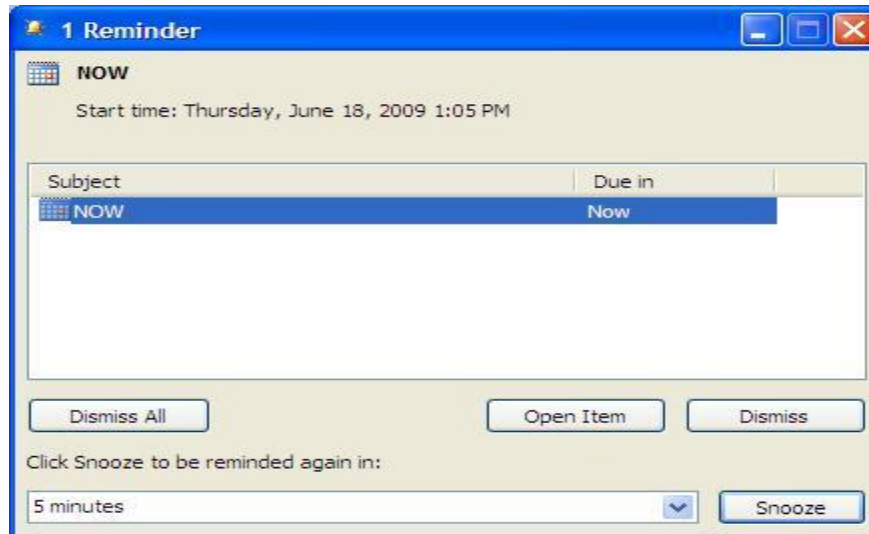 1 Reminder
NOW
Start time: Thursday, June 18, 2009 1:05 PM
Subject Due in
NOW Now
Dismiss All Open Item Dismiss
Click Snooze to be reminded again in:
5 minutes Snooze